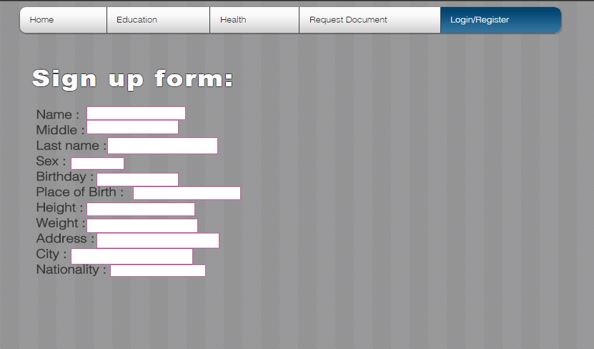 Home Education Health Request Document Login/Register
Sign up form:
Name :
Middle :
Last name :
Sex :
Birthday :
Place of Birth :
Height :
Weight :
Address :
City :
Nationality :